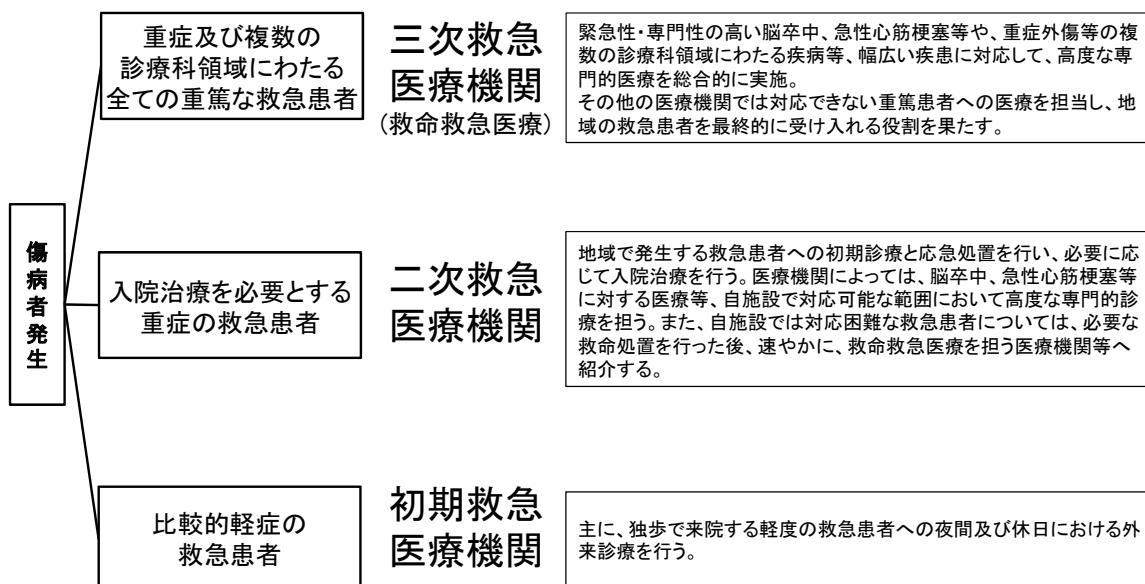 傷病者発生
重症及び複数の
診療科領域にわたる
全ての重篤な救急患者
三次救急
医療機関
(救命救急医療)
緊急性・専門性の高い脳卒中、急性心筋梗塞等や、重症外傷等の複
数の診療科領域にわたる疾病等、幅広い疾患に対応して、高度な専
門的医療を総合的に実施。
その他の医療機関では対応できない重篤患者への医療を担当し、地
域の救急患者を最終的に受け入れる役割を果たす。
入院治療を必要とする
重症の救急患者
二次救急
医療機関
地域で発生する救急患者への初期診療と応急処置を行い、必要に応
じて入院治療を行う。医療機関によっては、脳卒中、急性心筋梗塞等
に対する医療等、自施設で対応可能な範囲において高度な専門的診
療を担う。また、自施設では対応困難な救急患者については、必要な
救命処置を行った後、速やかに、救命救急医療を担う医療機関等へ
紹介する。
比較的軽症の
救急患者
初期救急
医療機関
主に、独歩で来院する軽度の救急患者への夜間及び休日における外
来診療を行う。